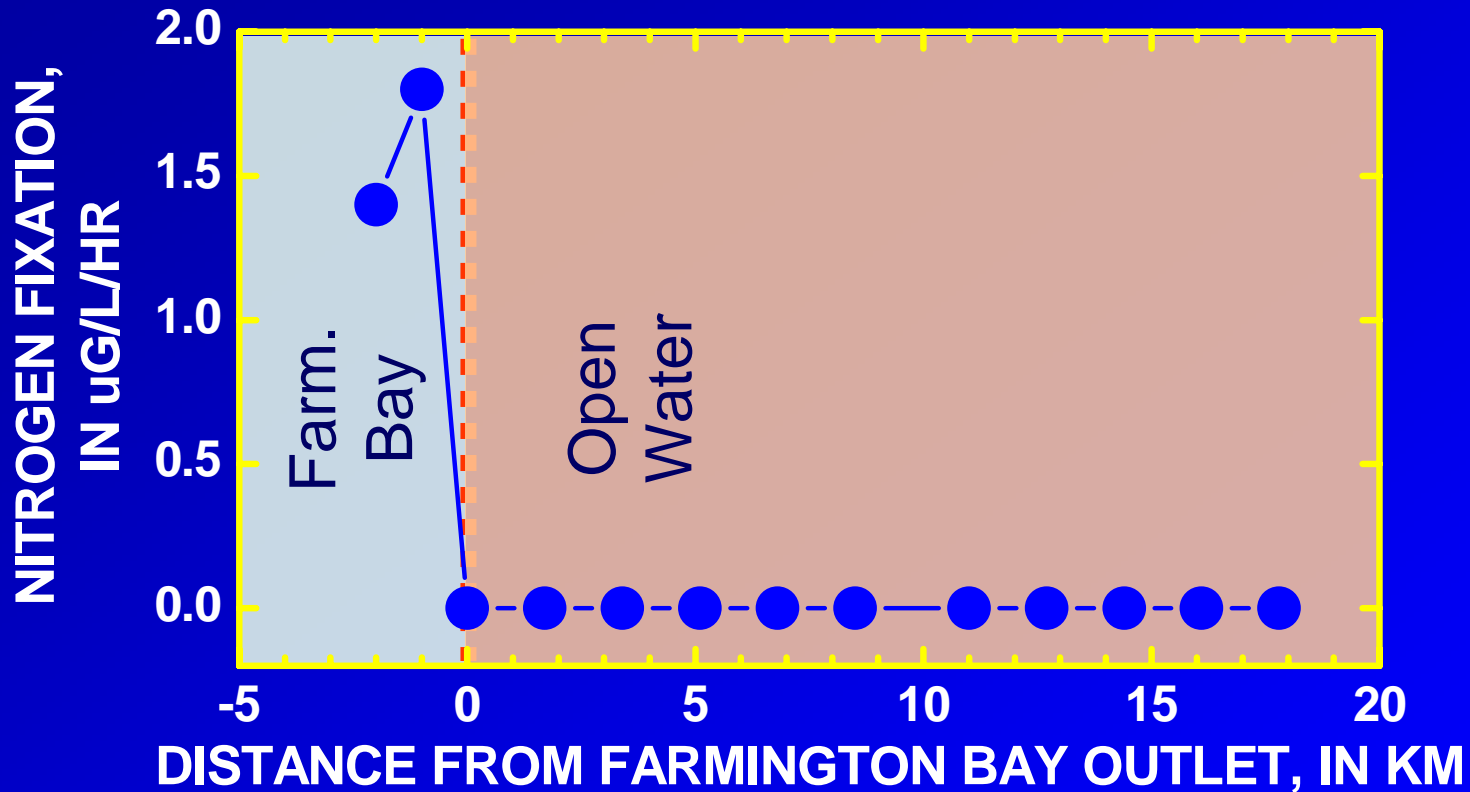 NITROGEN FIXATION,
IN uG/L/HR
2.0
1.5
1.0
0.5
0.0
Farm.
Bay
Open
Water
-5 0 5 10 15 20
DISTANCE FROM FARMINGTON BAY OUTLET, IN KM